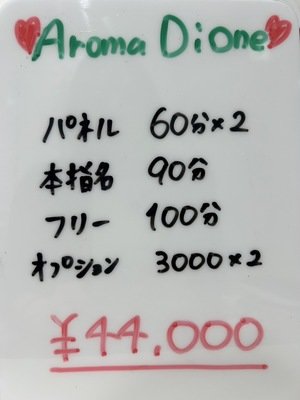 Aroma Dione
パネル 60分×2
本指名 90分
フリー 100分
オプション 3000×2
¥44,000